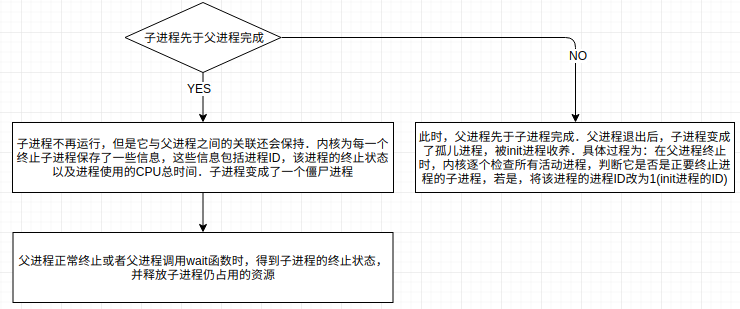 子进程先于父进程完成
YES
NO
子进程不再运行，但是它与父进程之间的关联还会保持．内核为每一个
终止子进程保存了一些信息，这些信息包括进程ID，该进程的终止状态
以及进程使用的CPU总时间．子进程变成了一个僵尸进程
此时，父进程先于子进程完成．父进程退出后，子进程变成
了孤儿进程，被init进程收养．具体过程为：在父进程终止
时，内核逐个检查所有活动进程，判断它是否是正要终止进
程的子进程，若是，将该进程的进程ID改为1(init进程的ID)
父进程正常终止或者父进程调用wait函数时，得到子进程的终止状态，
并释放子进程仍占用的资源